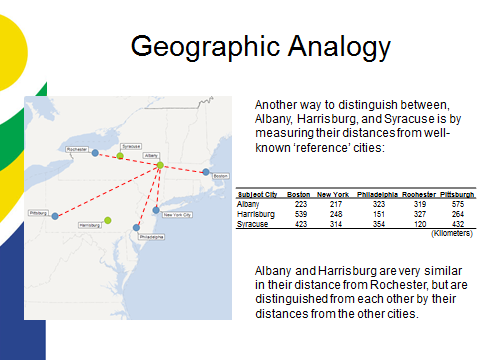 Geographic Analogy
Another way to distinguish between,
Albany, Harrisburg, and Syracuse is by
measuring their distances from well-
known ‘reference’ cities:
Rochester
Syracuse
Albany
Boston
Pittsburg
Harrisburg
New York City
Philadelphia
Subject City Boston New York Philadelphia Rochester Pittsburgh
Albany 223 217 323 319 575
Harrisburg 539 248 151 327 264
Syracuse 423 314 354 120 432
(Kilometers)
Albany and Harrisburg are very similar
in their distance from Rochester, but are
distinguished from each other by their
distances from the other cities.